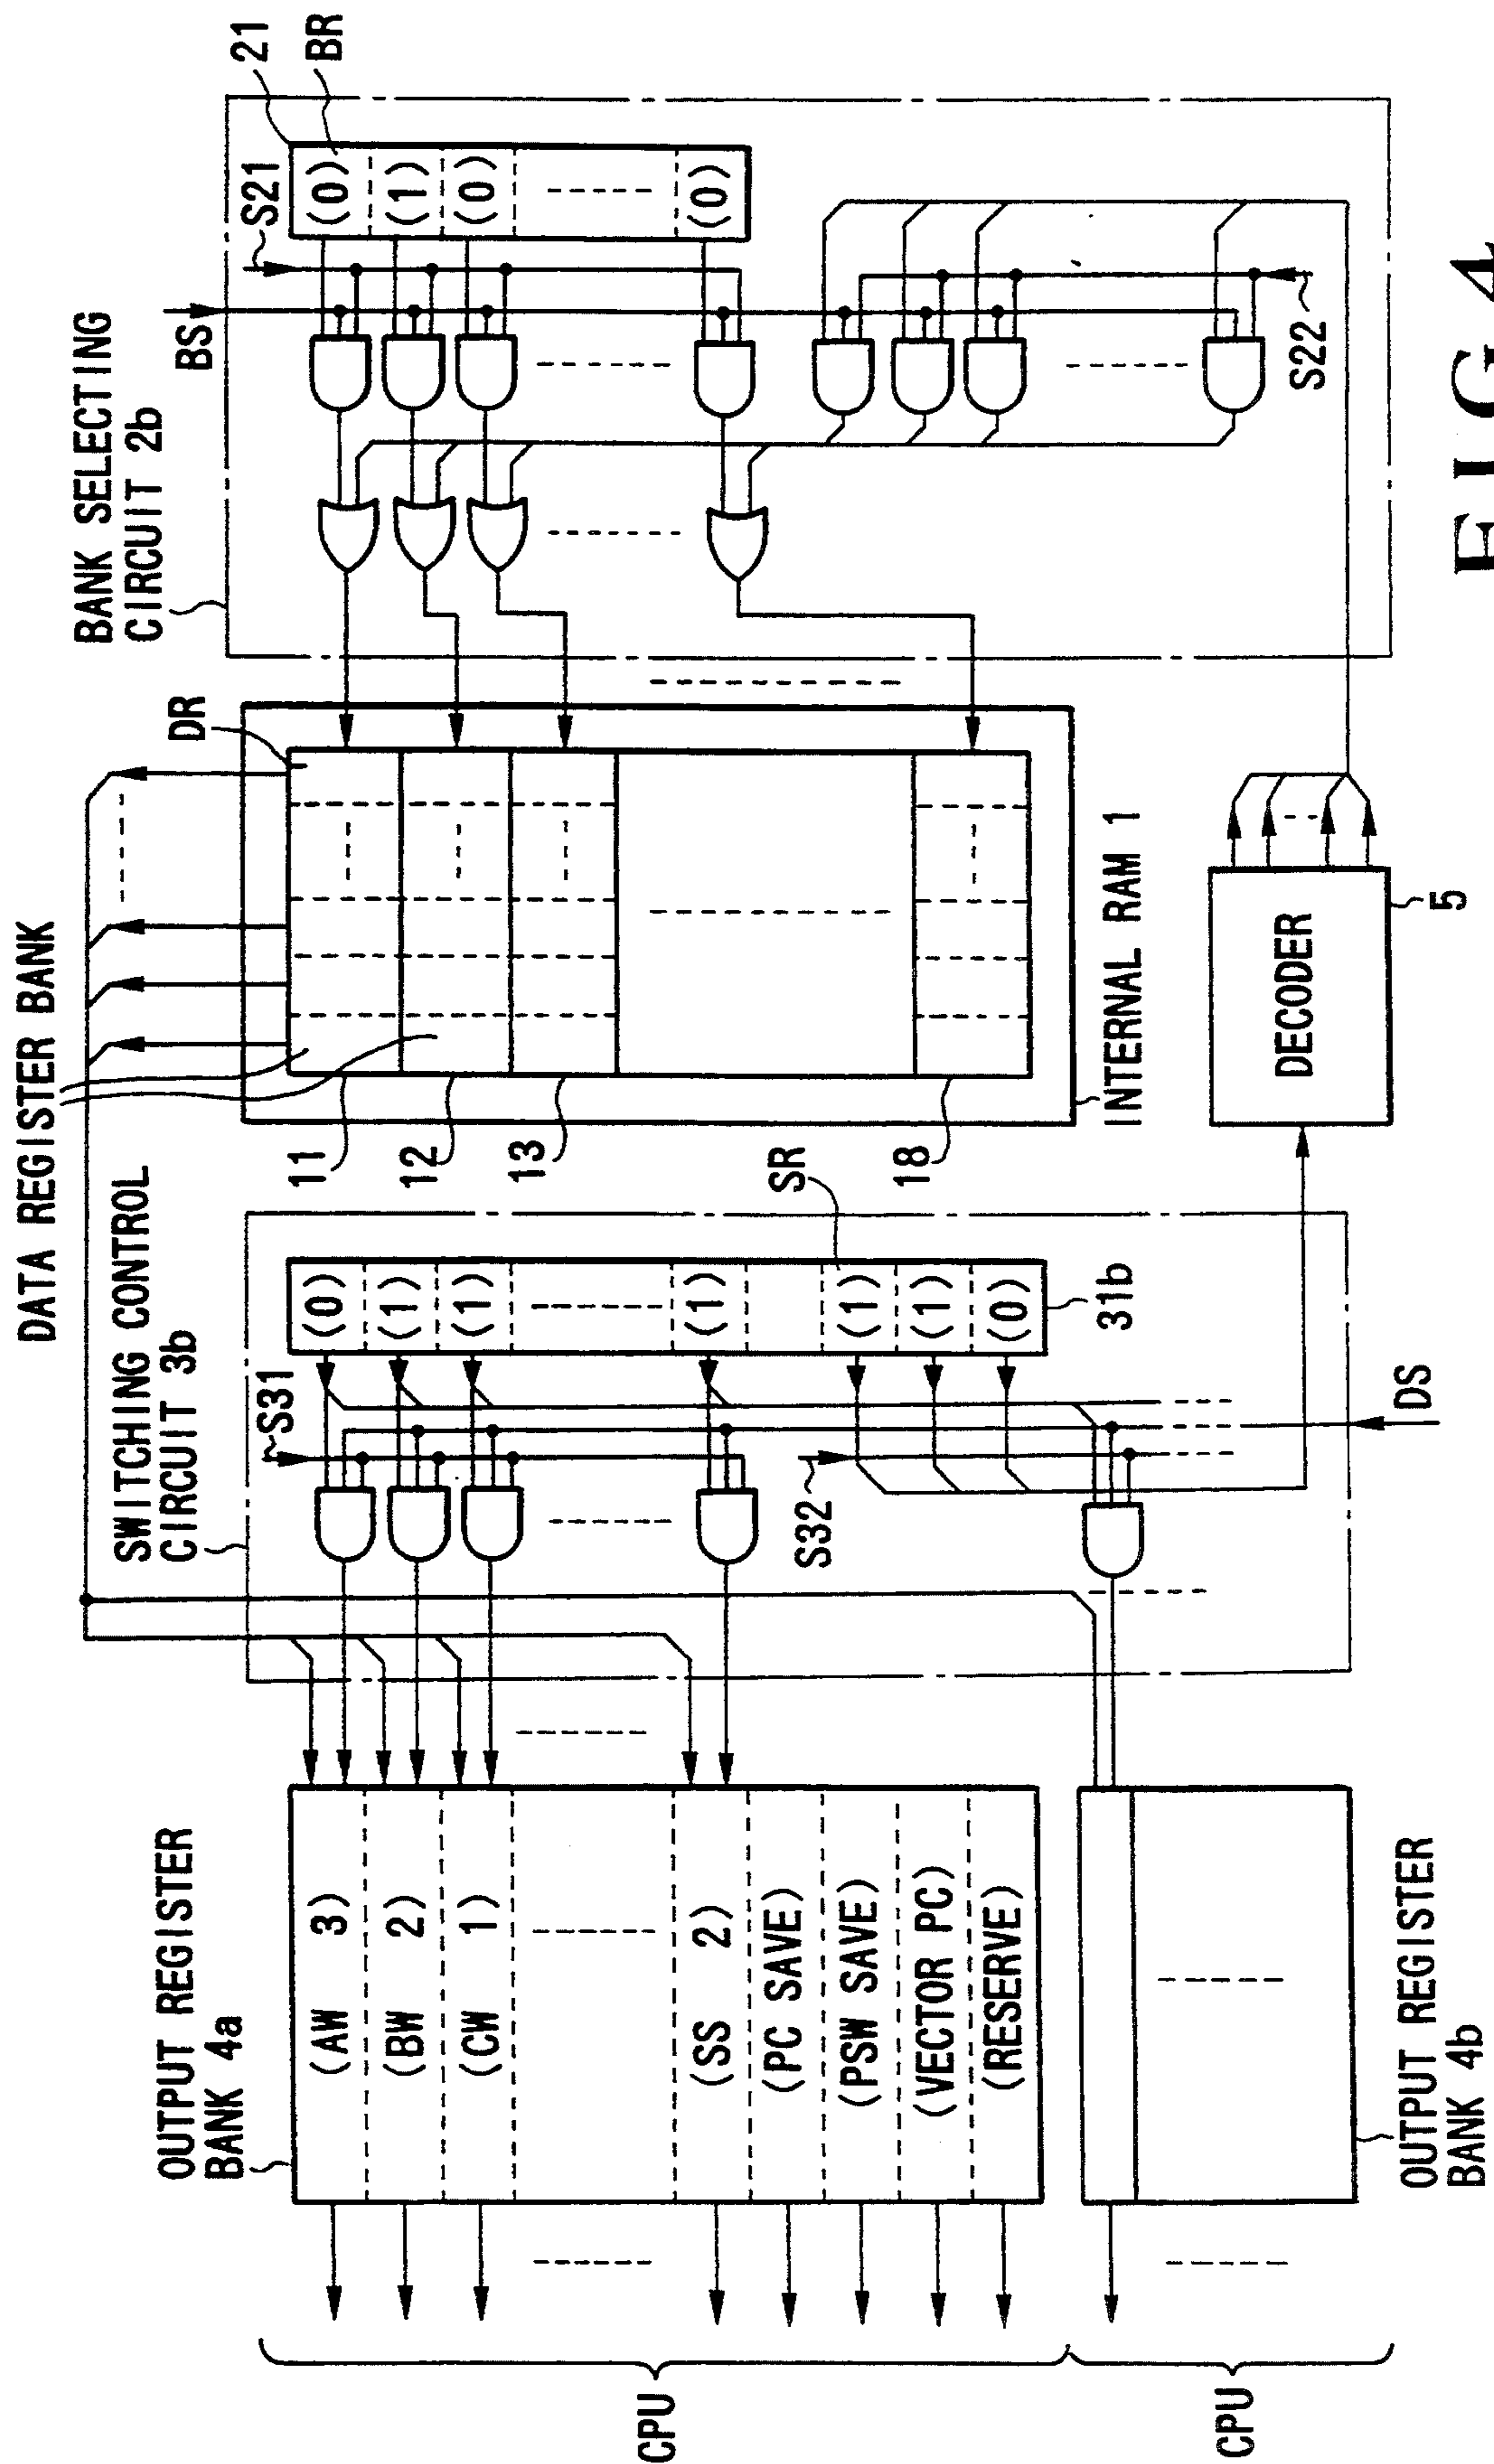 DATA REGISTER BANK
BANK SELECTING
CIRCUIT 2b
BS
S21
21
BR
(0)
(1)
(0)
(0)
S22
DR
11
12
13
18
INTERNAL RAM 1
DECODER
5
SWITCHING CONTROL
CIRCUIT 3b
S31
SR
(0)
(1)
(1)
(1)
(1)
(1)
(0)
31b
S32
DS
OUTPUT REGISTER
BANK 4a
(AW 3)
(BW 2)
(CW 1)
(SS 2)
(PC SAVE)
(PSW SAVE)
(VECTOR PC)
(RESERVE)
OUTPUT REGISTER
BANK 4b
CPU
CPU
FIG.4